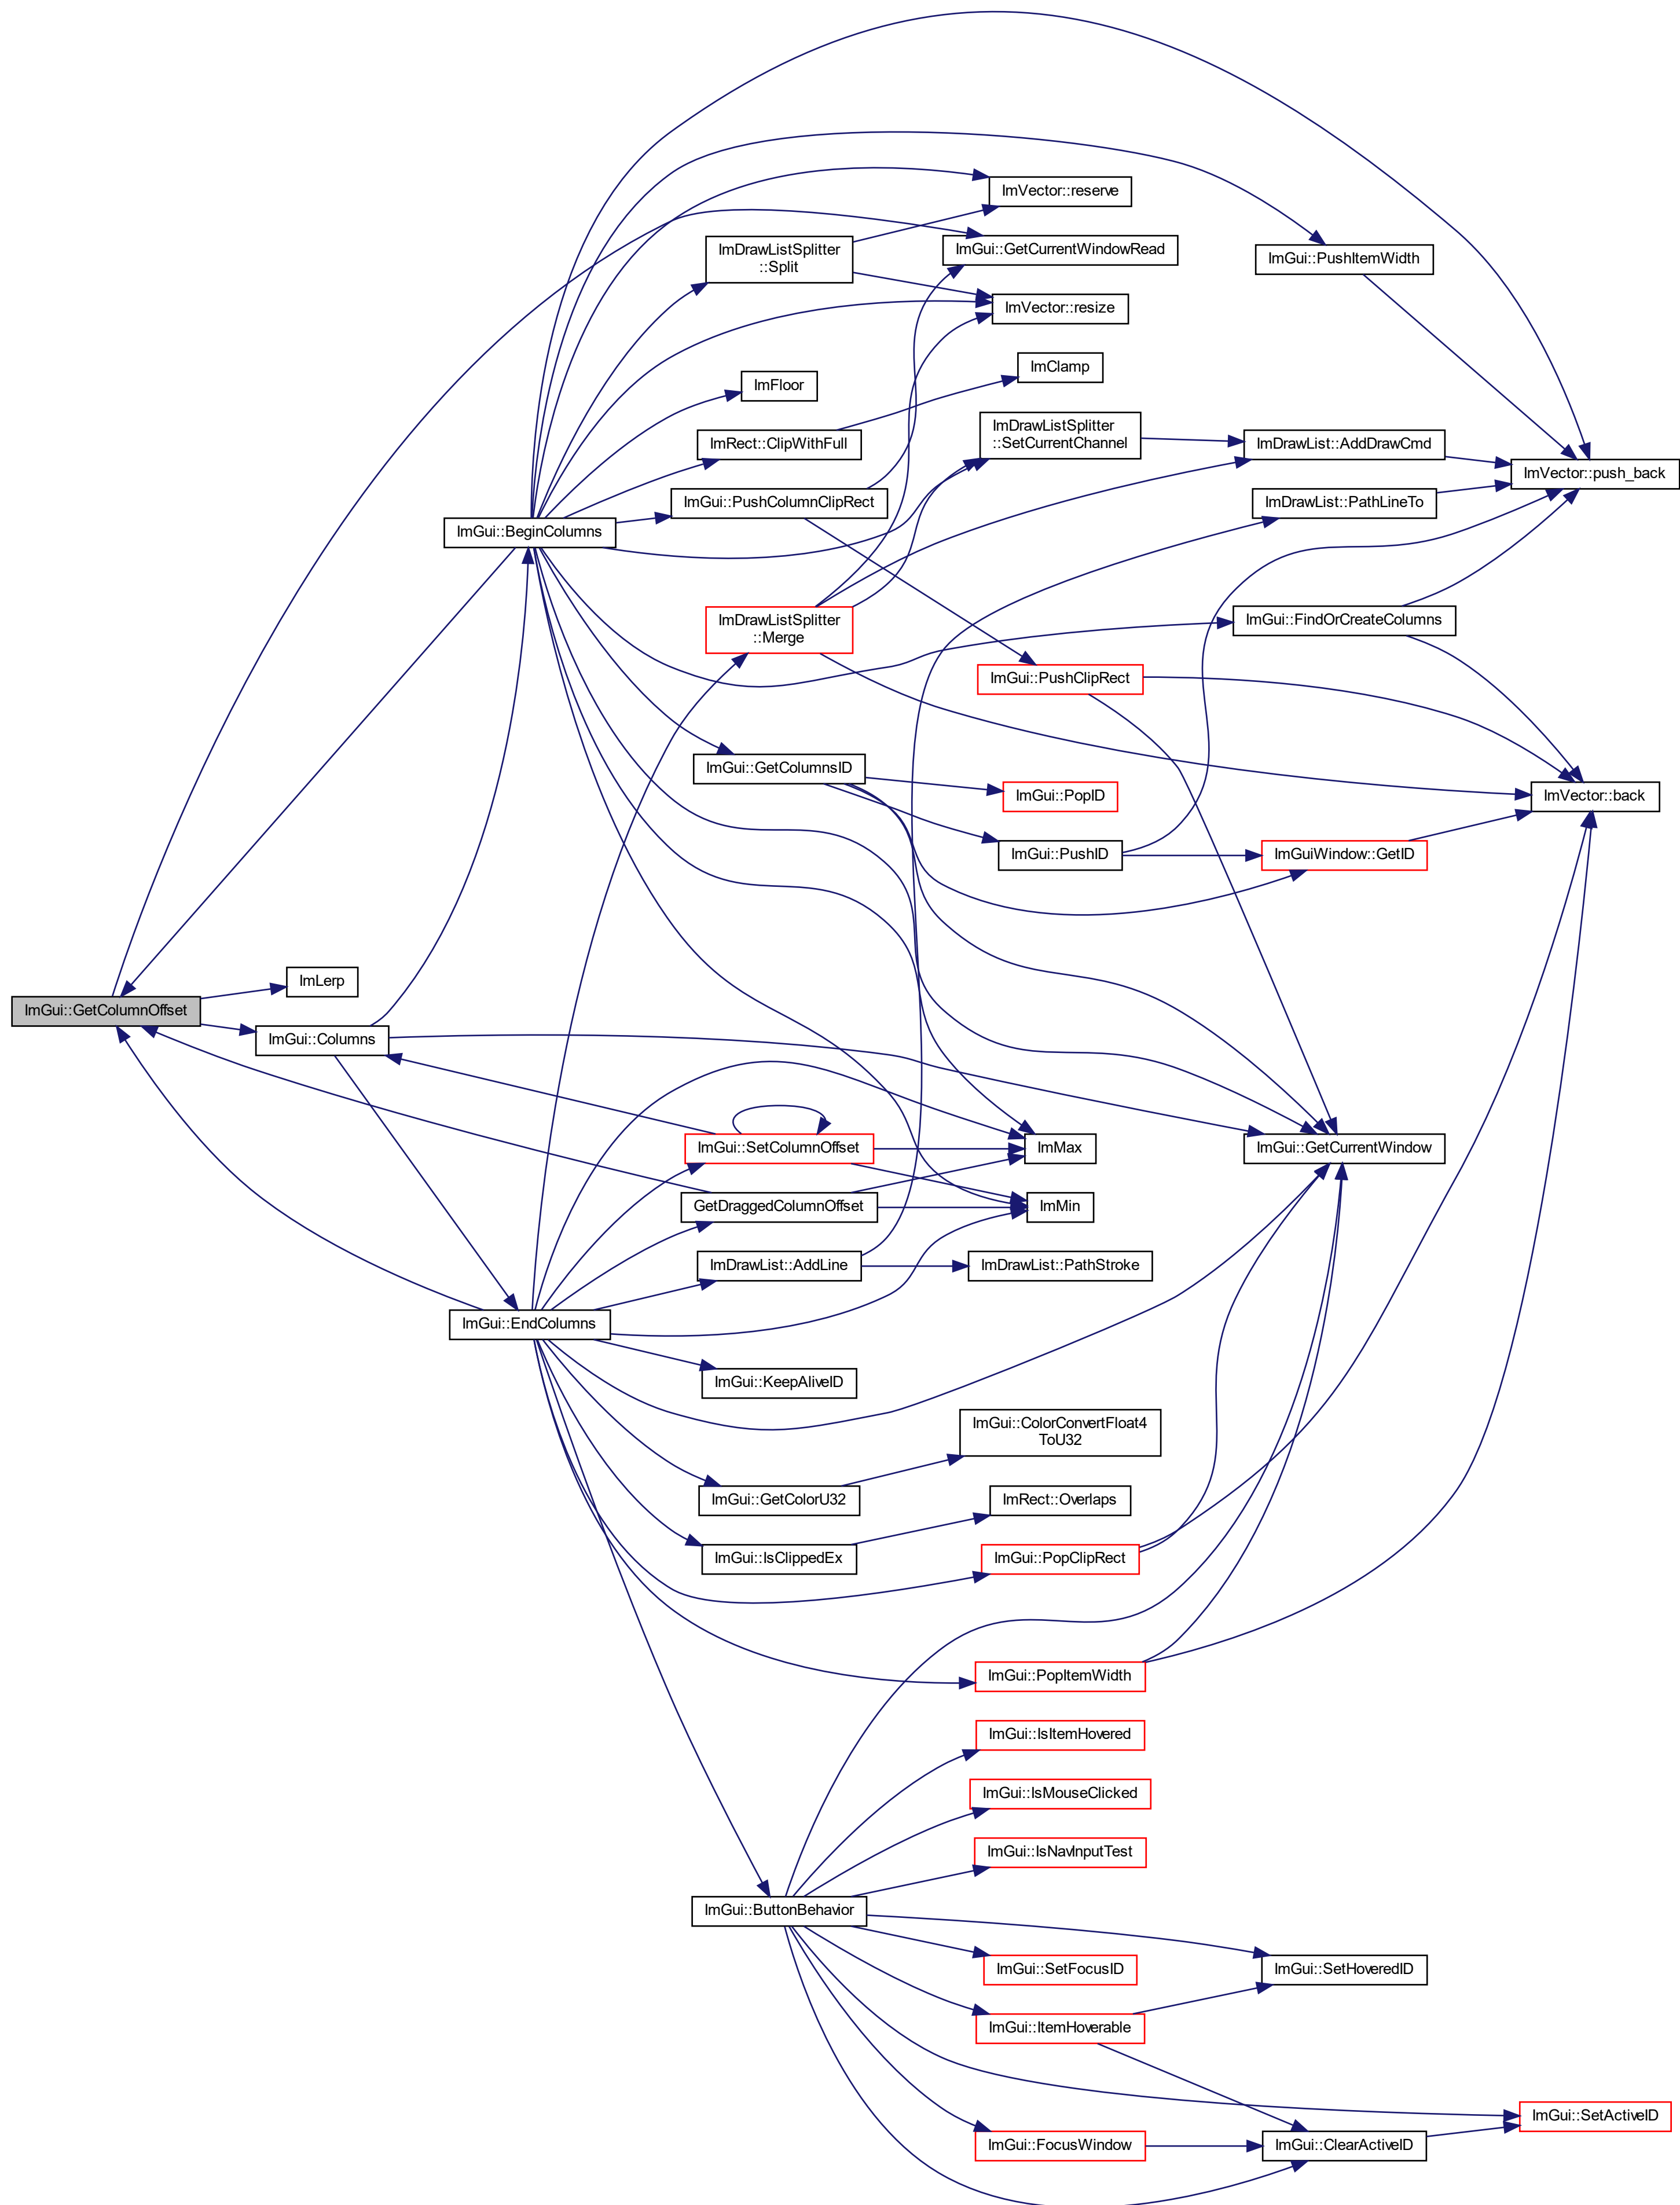 ImVector::reserve
ImDrawListSplitter
::Split
ImGui::GetCurrentWindowRead
ImGui::PushItemWidth
ImVector::resize
ImClamp
ImFloor
ImDrawListSplitter
::SetCurrentChannel
ImRect::ClipWithFull
ImDrawList::AddDrawCmd
ImVector::push_back
ImGui::PushColumnClipRect
ImDrawList::PathLineTo
ImGui::BeginColumns
ImDrawListSplitter
::Merge
ImGui::FindOrCreateColumns
ImGui::PushClipRect
ImGui::GetColumnsID
ImGui::PopID
ImVector::back
ImGui::PushID
ImGuiWindow::GetID
ImLerp
ImGui::GetColumnOffset
ImGui::Columns
ImGui::SetColumnOffset
ImMax
ImGui::GetCurrentWindow
GetDraggedColumnOffset
ImMin
ImDrawList::AddLine
ImDrawList::PathStroke
ImGui::EndColumns
ImGui::KeepAliveID
ImGui::ColorConvertFloat4
ToU32
ImGui::GetColorU32
ImRect::Overlaps
ImGui::IsClippedEx
ImGui::PopClipRect
ImGui::PopItemWidth
ImGui::IsItemHovered
ImGui::IsMouseClicked
ImGui::IsNavInputTest
ImGui::ButtonBehavior
ImGui::SetFocusID
ImGui::SetHoveredID
ImGui::ItemHoverable
ImGui::SetActiveID
ImGui::FocusWindow
ImGui::ClearActiveID